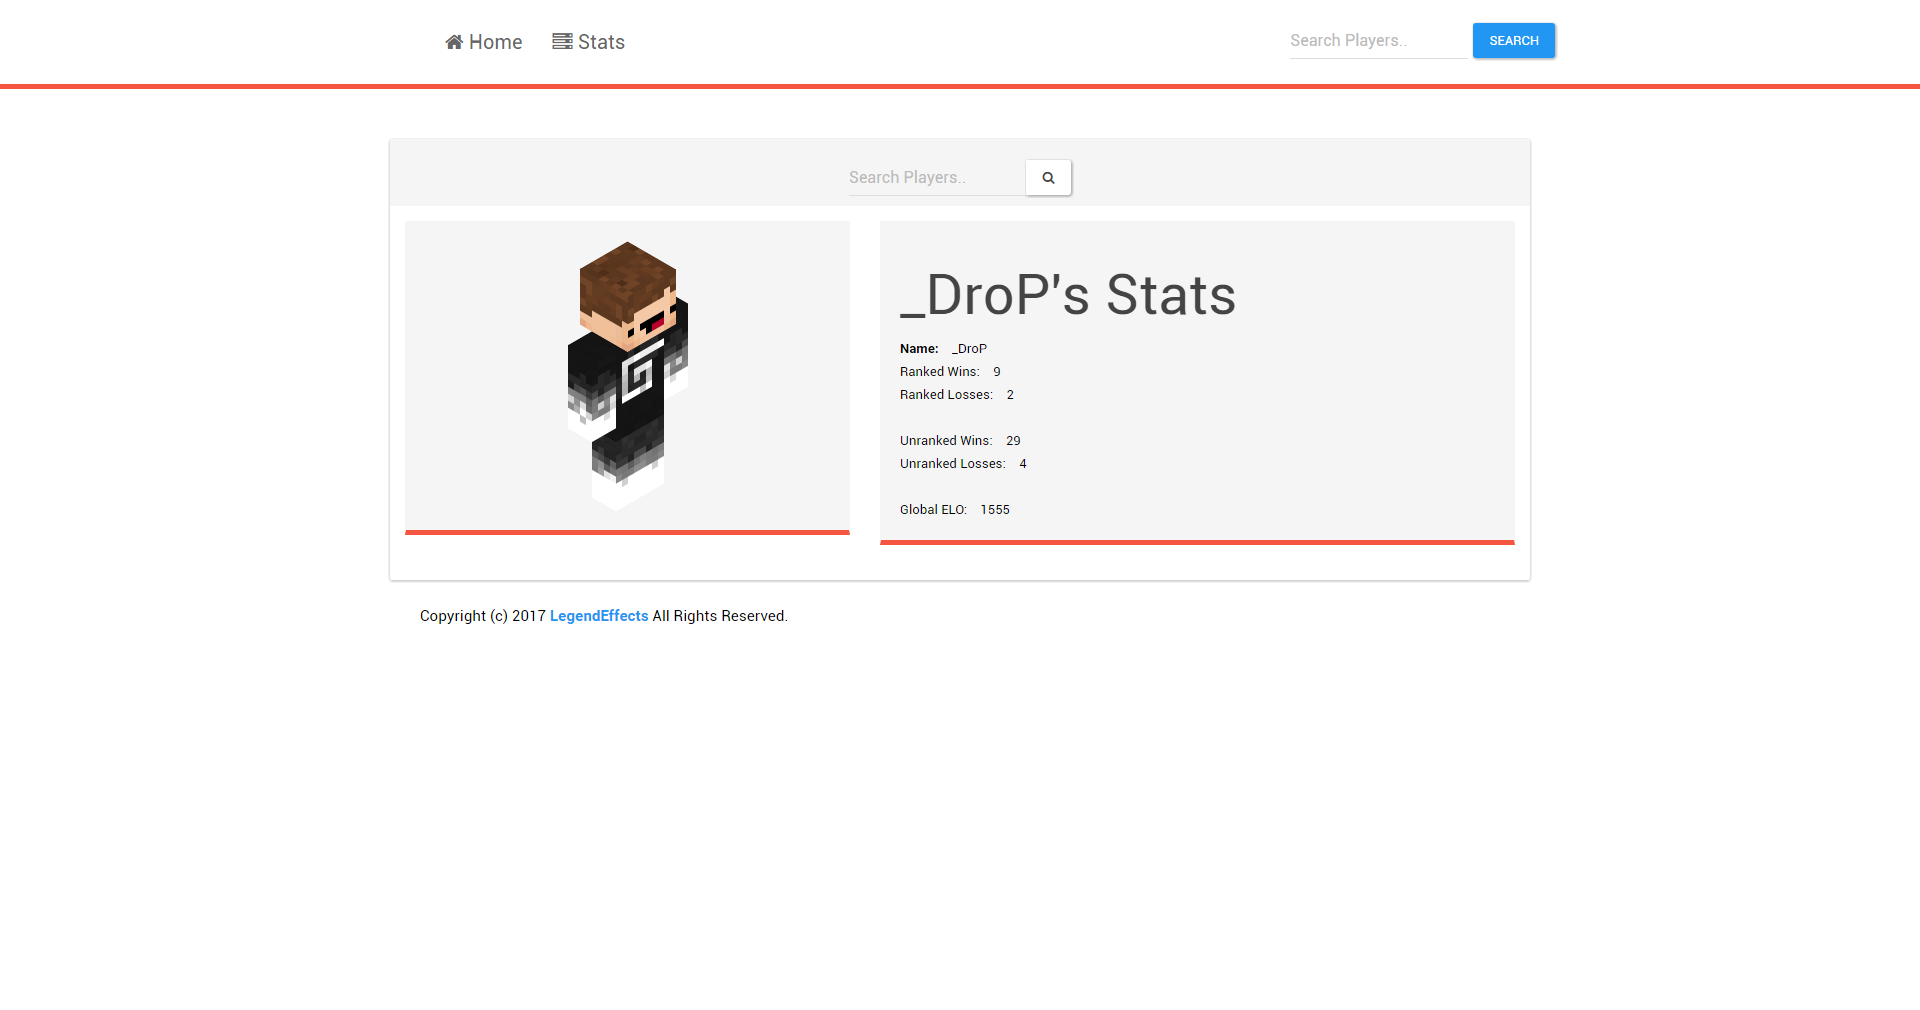 Home Stats Search Players.. SEARCH
Search Players..
_DroP's Stats
Name: _DroP
Ranked Wins: 9
Ranked Losses: 2
Unranked Wins: 29
Unranked Losses: 4
Global ELO: 1555
Copyright (c) 2017 LegendEffects All Rights Reserved.